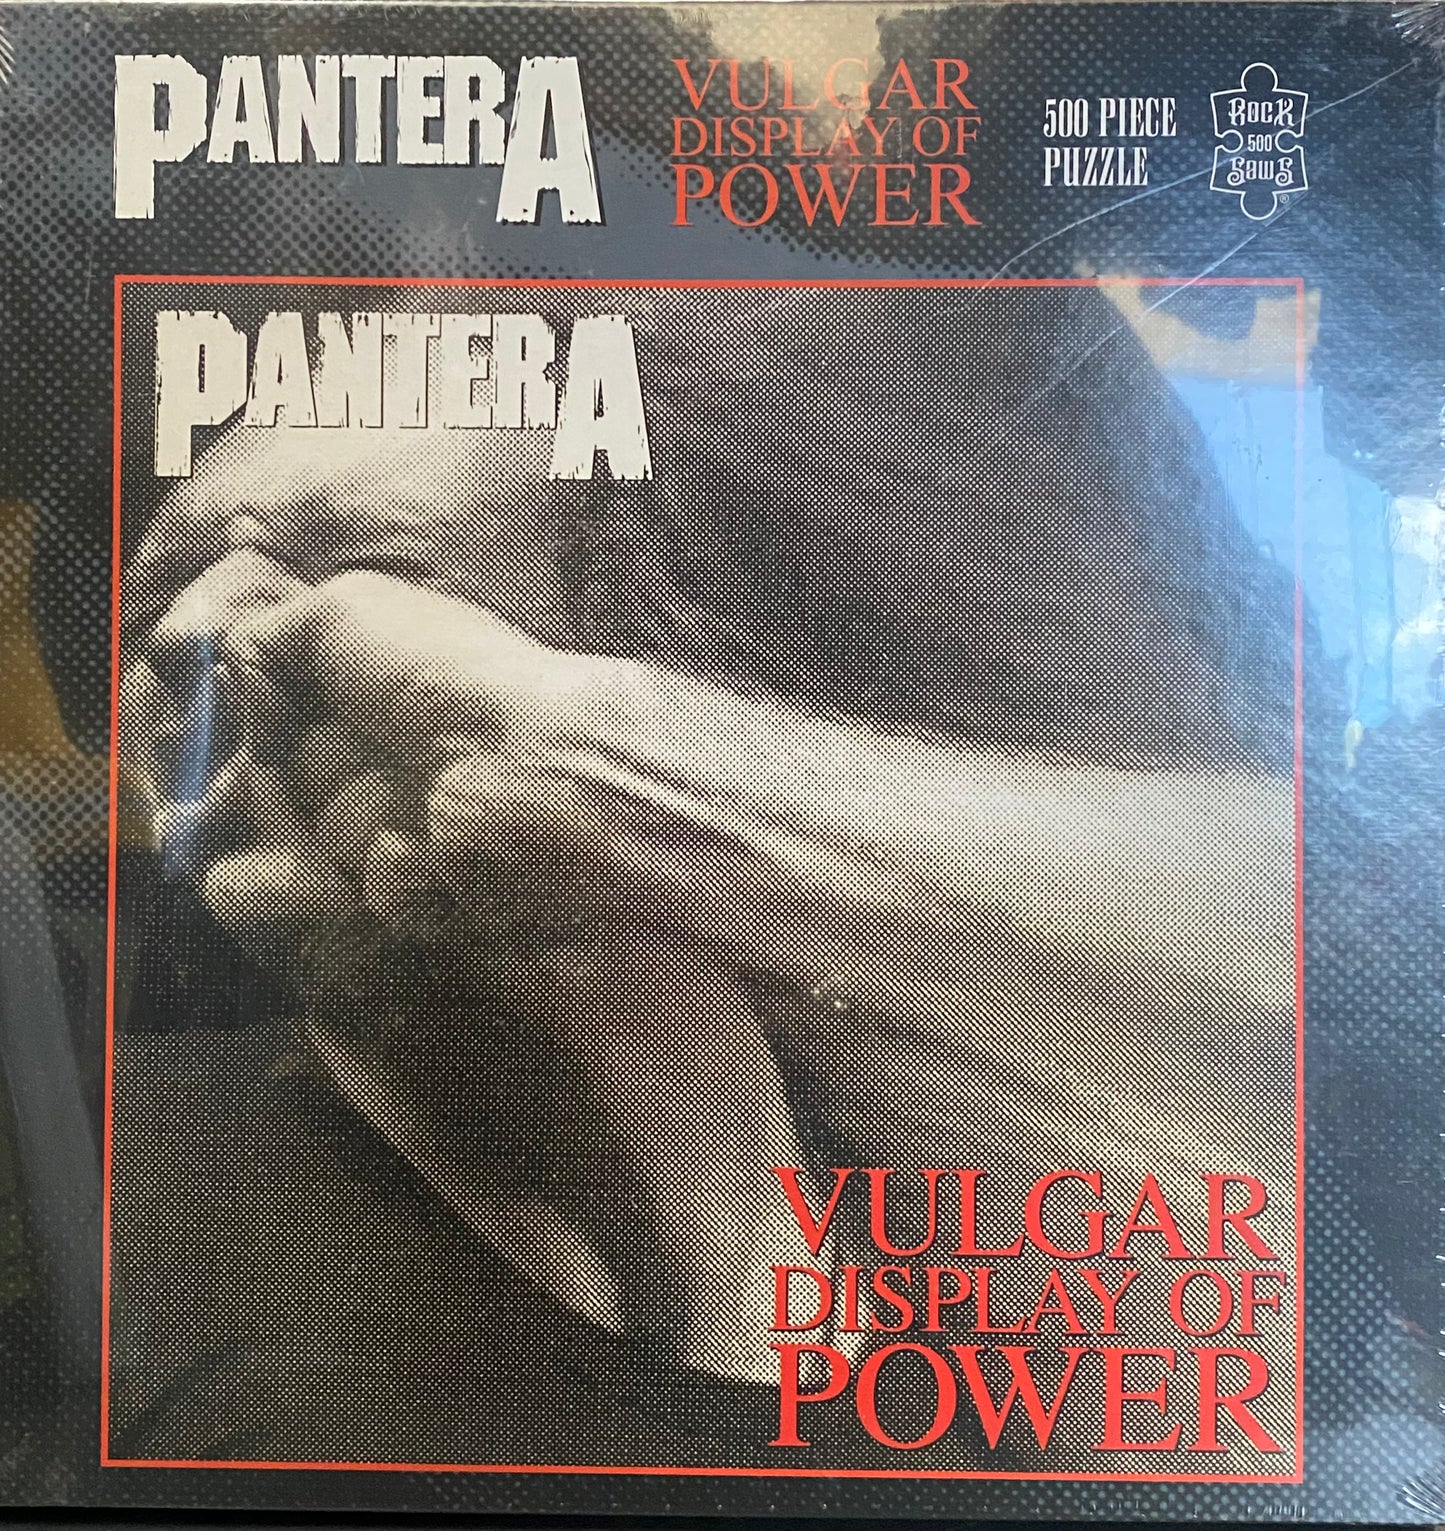 PANTERA
VULGAR
DISPLAY OF
POWER
500 PIECE
PUZZLE
ROCK
500
SAWS
®
PANTERA
VULGAR
DISPLAY OF
POWER